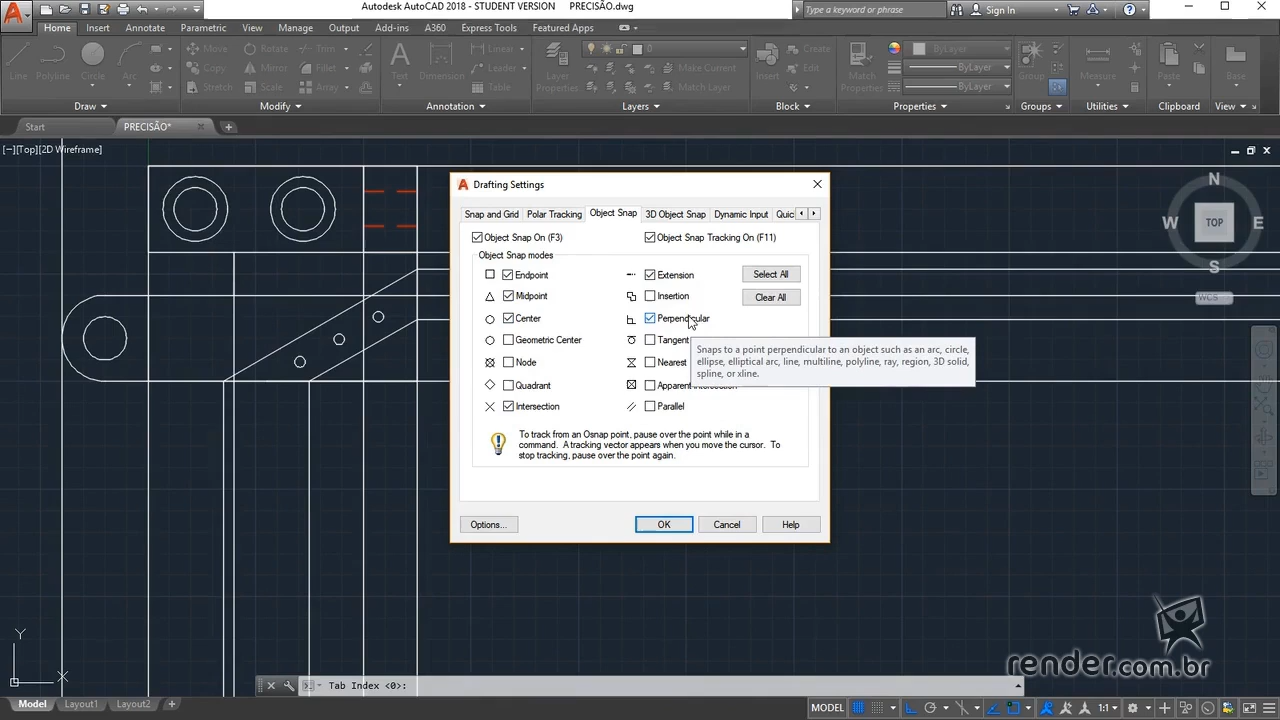 Autodesk AutoCAD 2018 - STUDENT VERSION PRECISÃO.dwg
Type a keyword or phrase
Sign In
Home Insert Annotate Parametric View Manage Output Add-ins A360 Express Tools Featured Apps
Line Polyline Circle Arc
Move Rotate Trim
Copy Mirror Fillet
Stretch Scale Array
Text Dimension
Linear
Leader
Table
Layer Properties
0
Make Current
Match Layer
Insert
Create
Edit
Match Properties
ByLayer
ByLayer
ByLayer
Group
Measure
Paste
Base
Draw Modify Annotation Layers Block Properties Groups Utilities Clipboard View
Start PRECISÃO*
[−][Top][2D Wireframe]
N
W TOP E
S
WCS
Drafting Settings
Snap and Grid Polar Tracking Object Snap 3D Object Snap Dynamic Input Quic
Object Snap On (F3) Object Snap Tracking On (F11)
Object Snap modes
Endpoint Extension Select All
Midpoint Insertion Clear All
Center Perpendicular
Geometric Center Tangent
Node Nearest
Quadrant Apparent intersection
Intersection Parallel
Snaps to a point perpendicular to an object such as an arc, circle,
ellipse, elliptical arc, line, multiline, polyline, ray, region, 3D solid,
spline, or xline.
To track from an Osnap point, pause over the point while in a
command. A tracking vector appears when you move the cursor. To
stop tracking, pause over the point again.
Options... OK Cancel Help
Y
X
render.com.br
Tab Index <0>:
Model Layout1 Layout2
MODEL 1:1